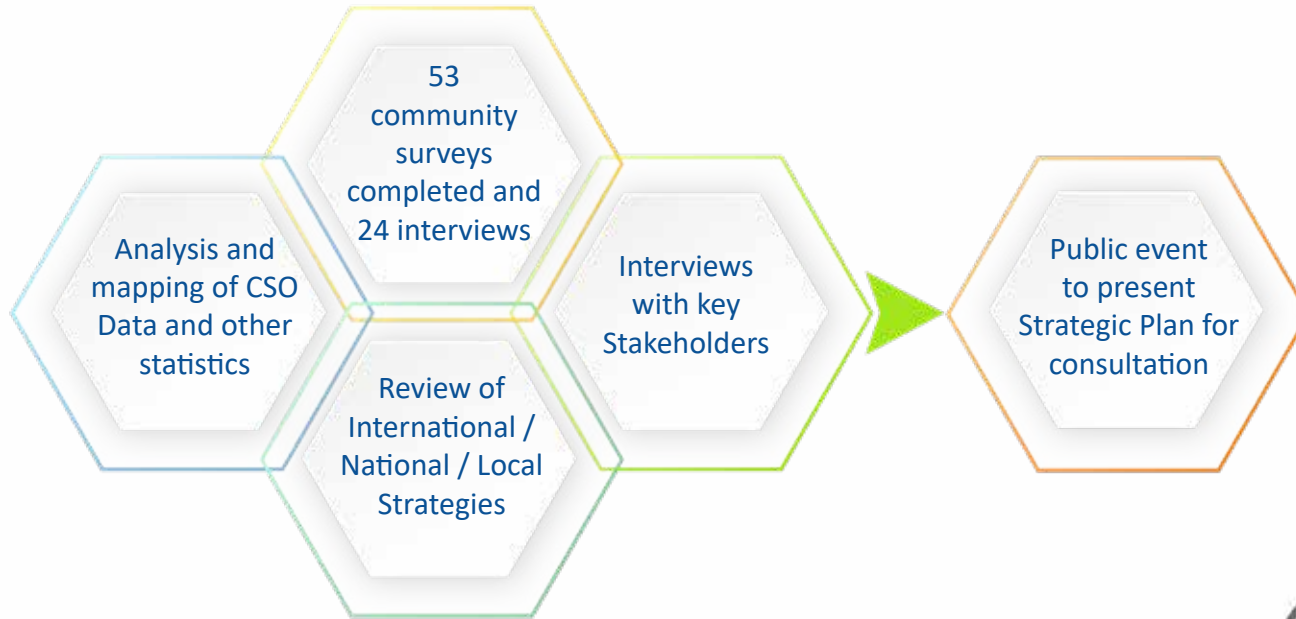 53
community
surveys
completed and
24 interviews
Analysis and
mapping of CSO
Data and other
statistics
Interviews
with key
Stakeholders
Review of
International /
National / Local
Strategies
Public event
to present
Strategic Plan for
consultation